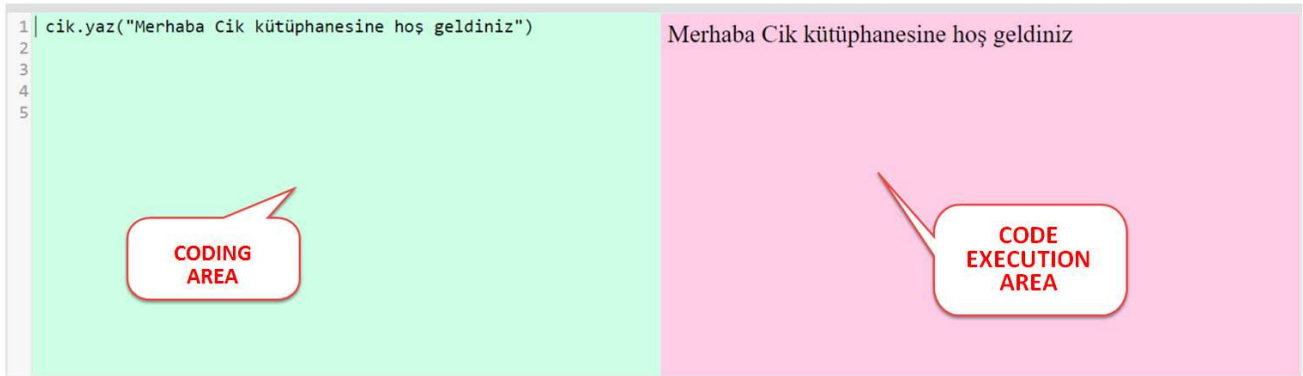 1 cik.yaz("Merhaba Cik kütüphanesine hoş geldiniz")
2
3
4
5
Merhaba Cik kütüphanesine hoş geldiniz
CODING
AREA
CODE
EXECUTION
AREA